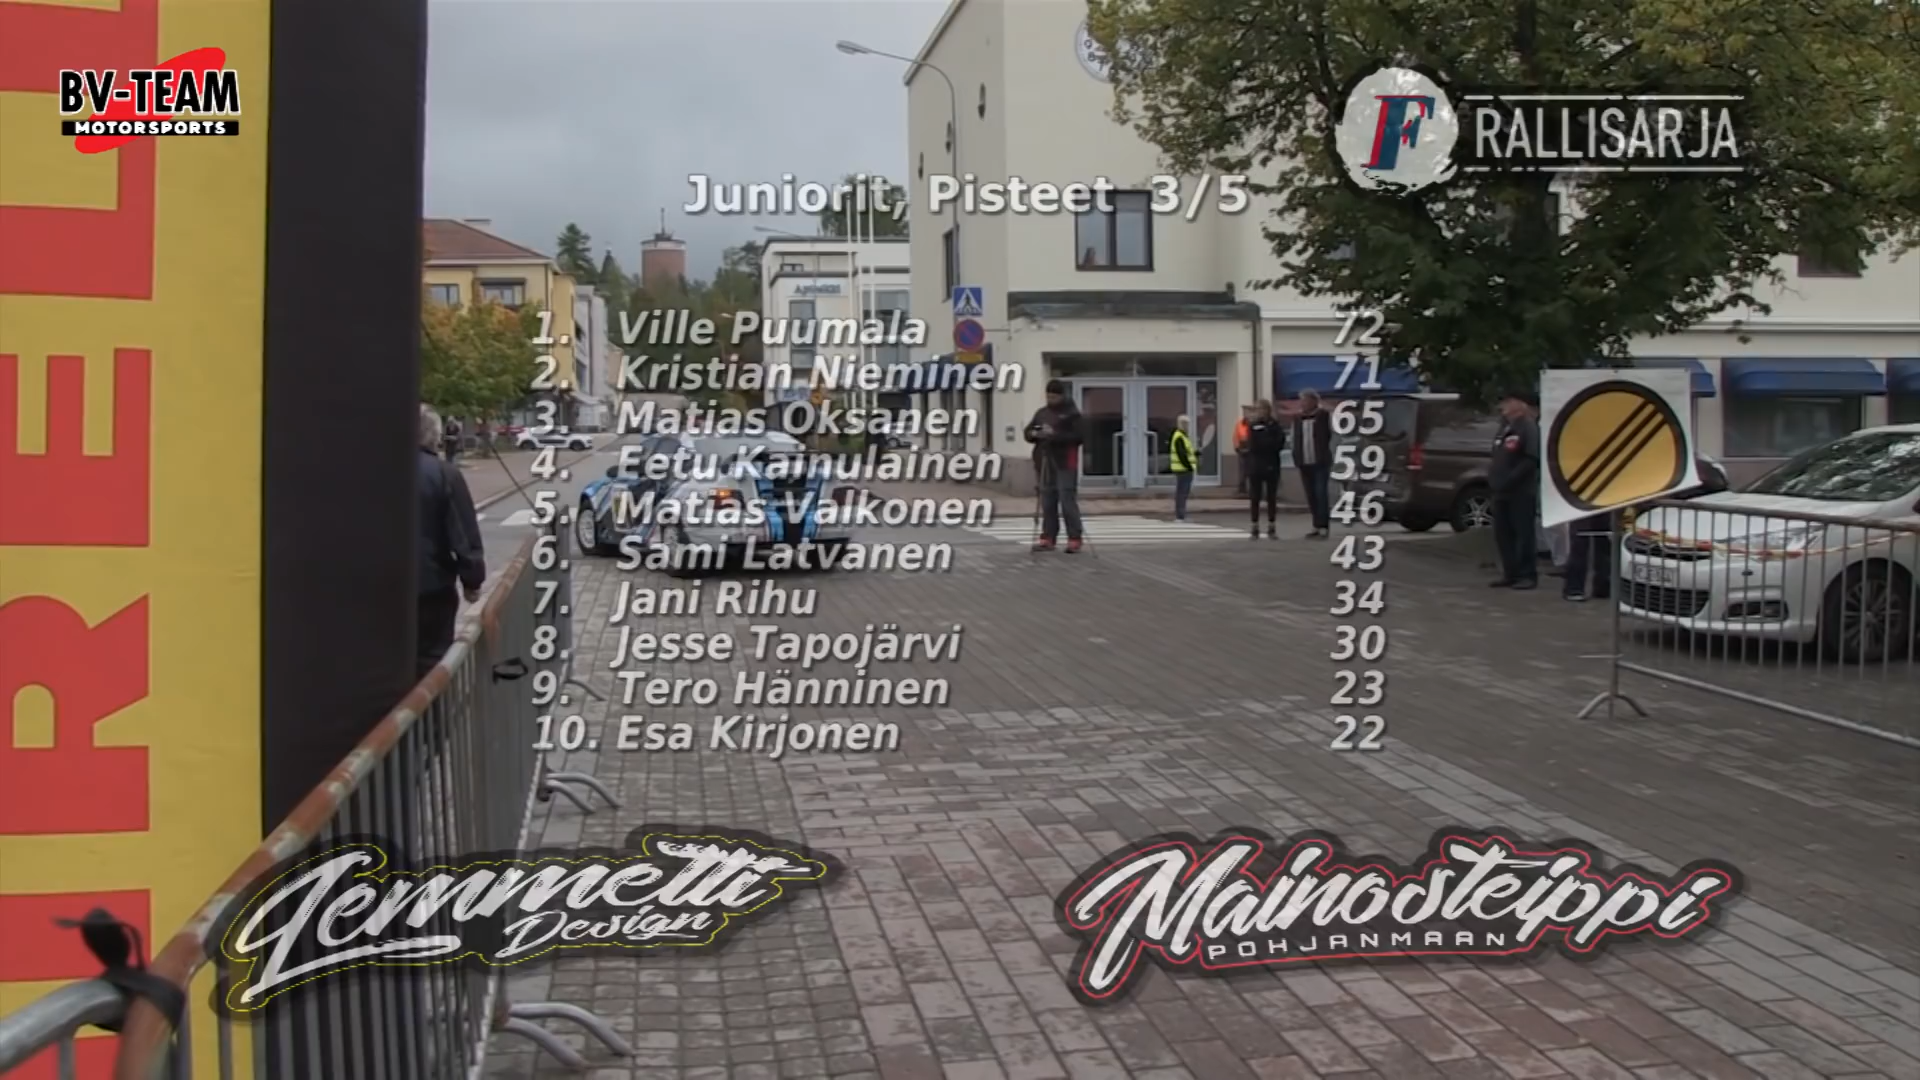 BV-TEAM
MOTORSPORTS
F RALLISARJA
Juniorit, Pisteet 3/5
1. Ville Puumala 72
2. Kristian Nieminen 71
3. Matias Oksanen 65
4. Eetu Kainulainen 59
5. Matias Valkonen 46
6. Sami Latvanen 43
7. Jani Rihu 34
8. Jesse Tapojärvi 30
9. Tero Hänninen 23
10. Esa Kirjonen 22
Lemmetti
Design
Mainosteippi
POHJANMAAN